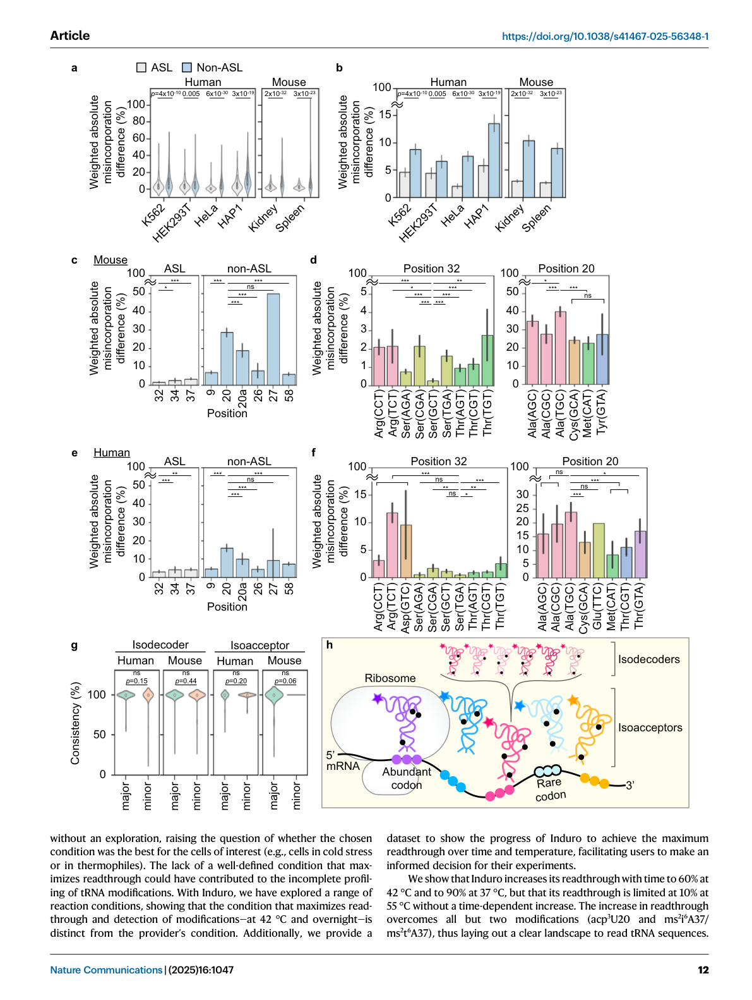 Article
https://doi.org/10.1038/s41467-025-56348-1
a
ASL Non-ASL
Human Mouse
p=4x10-10 0.005 6x10-30 3x10-19 2x10-32 3x10-23
Weighted absolute
misincorporation
difference (%)
100
80
60
40
20
0
K562 HEK293T HeLa HAP1 Kidney Spleen
b
Human Mouse
p=4x10-10 0.005 6x10-30 3x10-19 2x10-32 3x10-23
Weighted absolute
misincorporation
difference (%)
100
15
10
5
0
K562 HEK293T HeLa HAP1 Kidney Spleen
c Mouse
ASL non-ASL
*** * *** *** ns *** ***
Weighted absolute
misincorporation
difference (%)
100
50
40
30
20
10
0
32 34 37 9 20 20a 26 27 58
Position
d
Position 32
*** ** * *** *** *** *** ***
Weighted absolute
misincorporation
difference (%)
100
5
4
3
2
1
0
Arg(CCT) Arg(TCT) Ser(AGA) Ser(CGA) Ser(GCT) Ser(TGA) Thr(AGT) Thr(CGT) Thr(TGT)
Position 20
* *** *** ns
100
50
40
30
20
10
0
Ala(AGC) Ala(CGC) Ala(TGC) Cys(GCA) Met(CAT) Tyr(GTA)
e Human
ASL non-ASL
** *** *** *** ns *** ***
Weighted absolute
misincorporation
difference (%)
100
50
40
30
20
10
0
32 34 37 9 20 20a 26 27 58
Position
f
Position 32
*** ns *** ** ** ns *
Weighted absolute
misincorporation
difference (%)
100
15
10
5
0
Arg(CCT) Arg(TCT) Asp(GTC) Ser(AGA) Ser(CGA) Ser(GCT) Ser(TGA) Thr(AGT) Thr(CGT) Thr(TGT)
Position 20
ns * *** ns ***
100
30
25
20
15
10
5
0
Ala(AGC) Ala(CGC) Ala(TGC) Cys(GCA) Glu(TTC) Met(CAT) Thr(CGT) Thr(GTA)
g
Isodecoder Isoacceptor
Human Mouse Human Mouse
ns ns ns ns
p=0.15 p=0.44 p=0.20 p=0.06
Consistency (%)
100
50
0
major minor major minor major minor major minor
h
Isodecoders
Ribosome
Isoacceptors
5’
mRNA
Abundant
codon
Rare
codon
3’
without an exploration, raising the question of whether the chosen
condition was the best for the cells of interest (e.g., cells in cold stress
or in thermophiles). The lack of a well-defined condition that max-
imizes readthrough could have contributed to the incomplete profil-
ing of tRNA modifications. With Induro, we have explored a range of
reaction conditions, showing that the condition that maximizes read-
through and detection of modifications—at 42 °C and overnight—is
distinct from the provider’s condition. Additionally, we provide a
dataset to show the progress of Induro to achieve the maximum
readthrough over time and temperature, facilitating users to make an
informed decision for their experiments.
We show that Induro increases its readthrough with time to 60% at
42 °C and to 90% at 37 °C, but that its readthrough is limited at 10% at
55 °C without a time-dependent increase. The increase in readthrough
overcomes all but two modifications (acp³U20 and ms²i⁶A37/
ms²t⁶A37), thus laying out a clear landscape to read tRNA sequences.
Nature Communications | (2025)16:1047
12